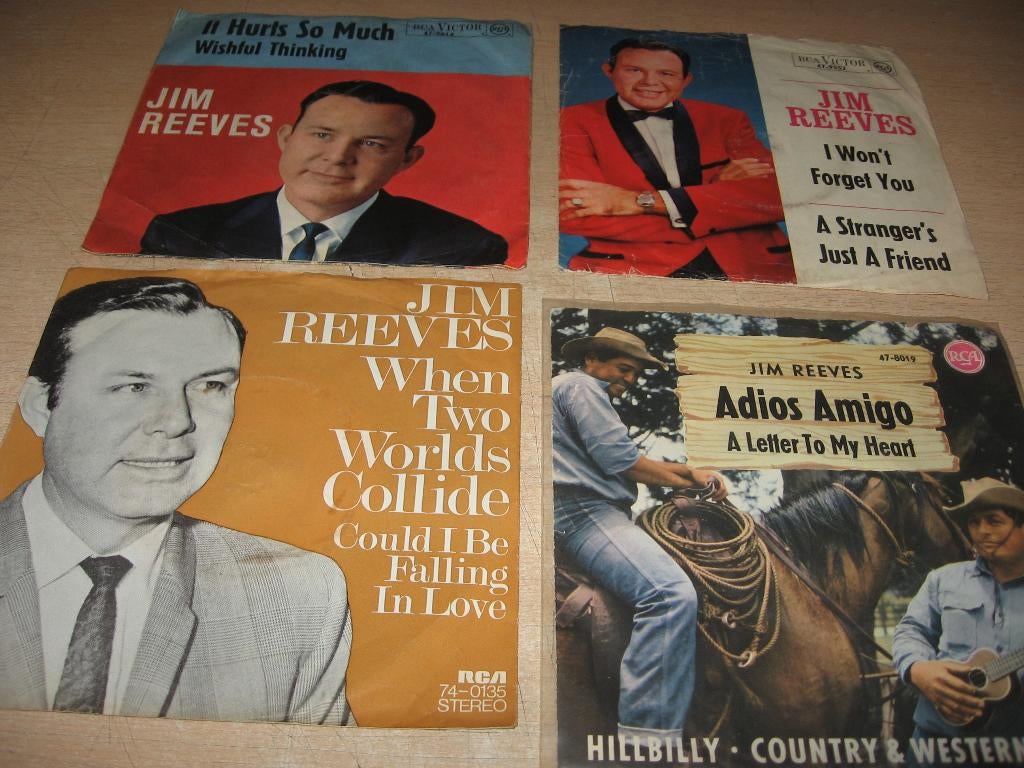 It Hurts So Much
Wishful Thinking
RCA VICTOR
JIM
REEVES
RCA VICTOR
JIM
REEVES
I Won't
Forget You
A Stranger's
Just A Friend
JIM
REEVES
When
Two
Worlds
Collide
Could I Be
Falling
In Love
RCA
74-0135
STEREO
47-8019
RCA
JIM REEVES
Adios Amigo
A Letter To My Heart
HILLBILLY · COUNTRY & WESTERN